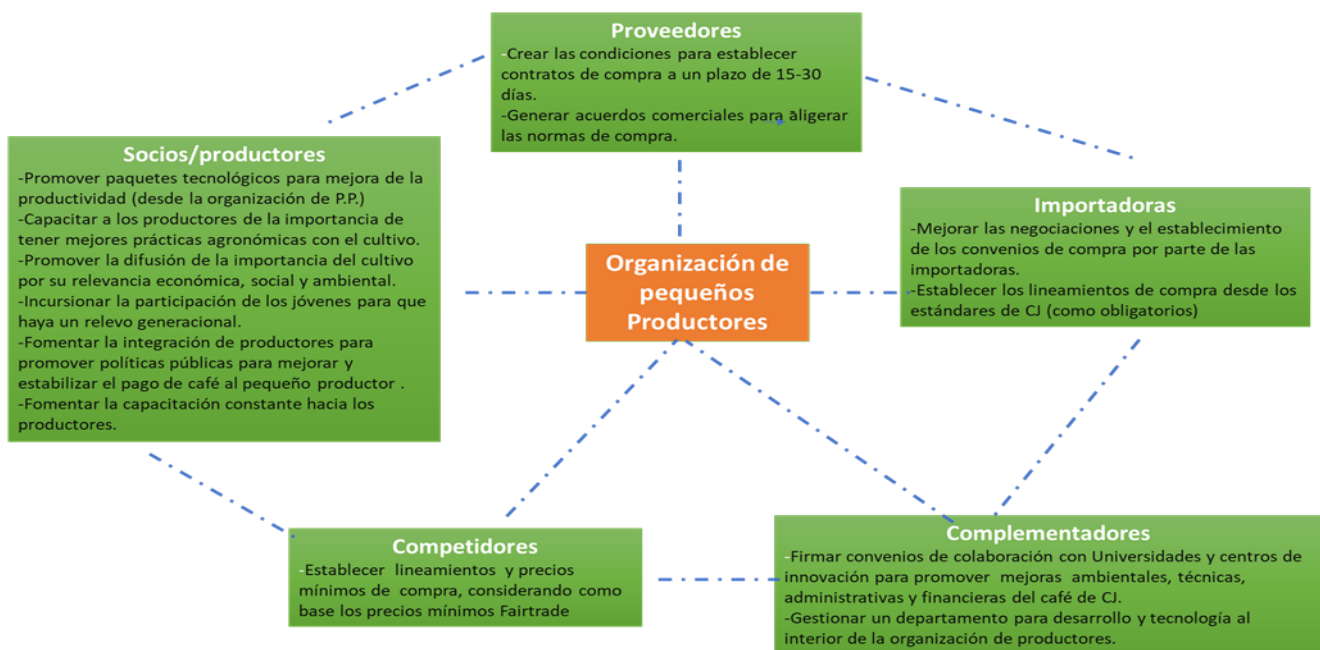 Proveedores
-Crear las condiciones para establecer
contratos de compra a un plazo de 15-30
días.
-Generar acuerdos comerciales para aligerar
las normas de compra.
Socios/productores
-Promover paquetes tecnológicos para mejora de la
productividad (desde la organización de P.P.)
-Capacitar a los productores de la importancia de
tener mejores prácticas agronómicas con el cultivo.
-Promover la difusión de la importancia del cultivo
por su relevancia económica, social y ambiental.
-Incursionar la participación de los jóvenes para que
haya un relevo generacional.
-Fomentar la integración de productores para
promover políticas públicas para mejorar y
estabilizar el pago de café al pequeño productor .
-Fomentar la capacitación constante hacia los
productores.
Organización de
pequeños
Productores
Importadoras
-Mejorar las negociaciones y el establecimiento
de los convenios de compra por parte de las
importadoras.
-Establecer los lineamientos de compra desde los
estándares de CJ (como obligatorios)
Competidores
-Establecer lineamientos y precios
mínimos de compra, considerando como
base los precios mínimos Fairtrade
Complementadores
-Firmar convenios de colaboración con Universidades y centros de
innovación para promover mejoras ambientales, técnicas,
administrativas y financieras del café de CJ.
-Gestionar un departamento para desarrollo y tecnología al
interior de la organización de productores.